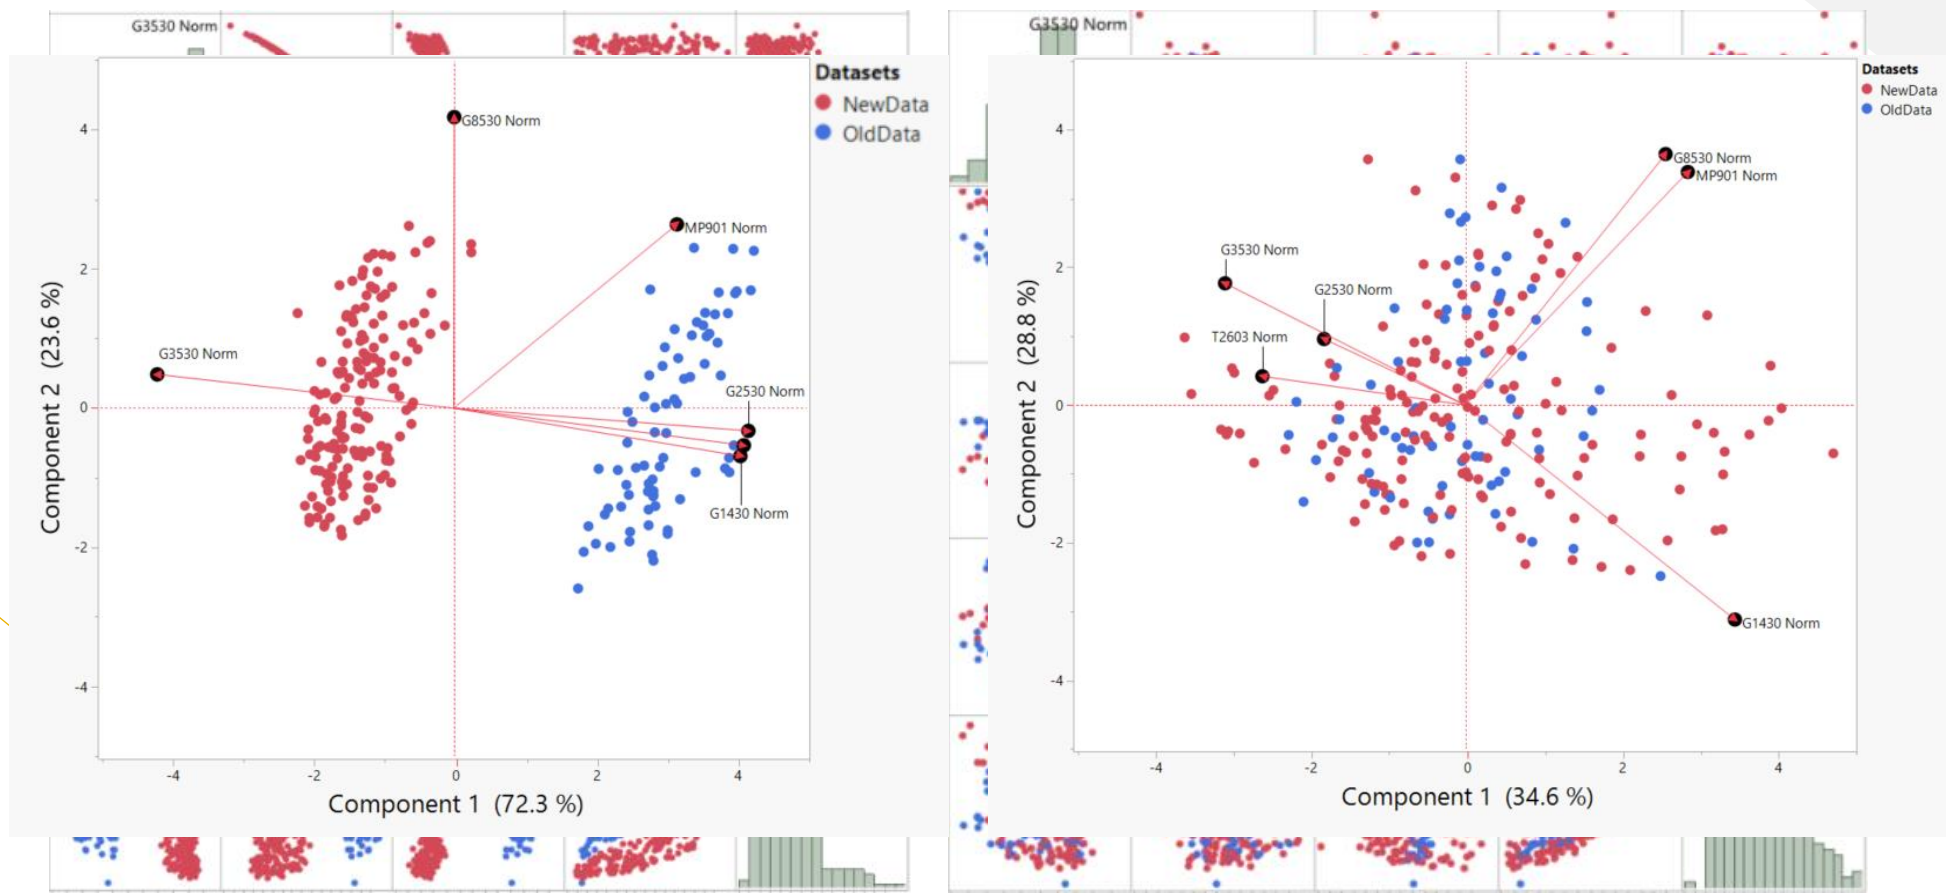 G3530 Norm
Datasets
NewData
OldData
G8530 Norm
MP901 Norm
G3530 Norm
G2530 Norm
G1430 Norm
4
2
0
-2
-4
Component 2 (23.6 %)
-4
-2
0
2
4
Component 1 (72.3 %)
G3530 Norm
Datasets
NewData
OldData
G8530 Norm
MP901 Norm
G3530 Norm
G2530 Norm
T2603 Norm
G1430 Norm
4
2
0
-2
-4
Component 2 (28.8 %)
-4
-2
0
2
4
Component 1 (34.6 %)